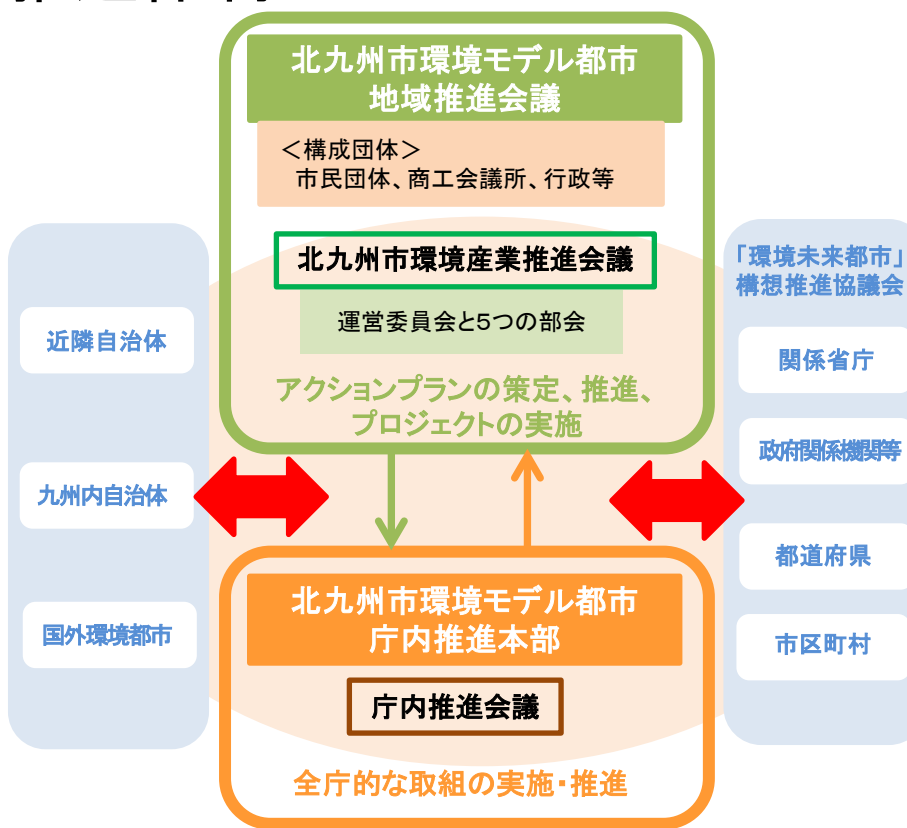 北九州市環境モデル都市
地域推進会議
＜構成団体＞
市民団体、商工会議所、行政等
北九州市環境産業推進会議
運営委員会と5つの部会
アクションプランの策定、推進、
プロジェクトの実施
近隣自治体
九州内自治体
国外環境都市
「環境未来都市」
構想推進協議会
関係省庁
政府関係機関等
都道府県
市区町村
北九州市環境モデル都市
庁内推進本部
庁内推進会議
全庁的な取組の実施・推進